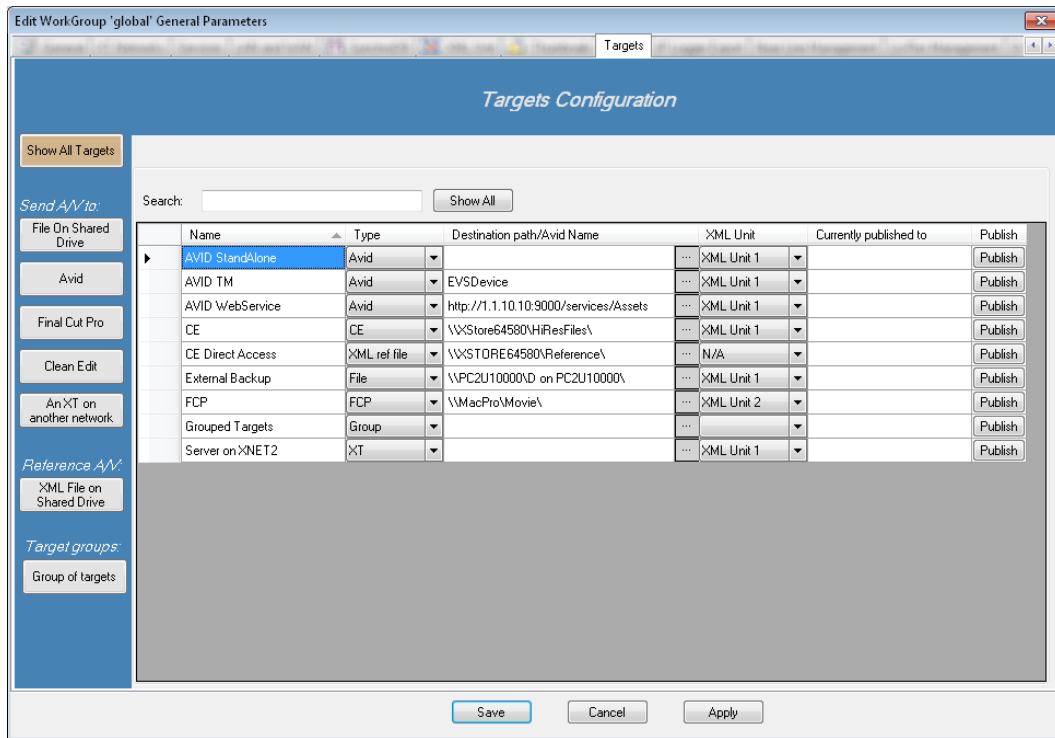 Edit WorkGroup 'global' General Parameters
Targets
Targets Configuration
Show All Targets
Send A/V to:
File On Shared
Drive
Avid
Final Cut Pro
Clean Edit
An XT on
another network
Reference A/V:
XML File on
Shared Drive
Target groups:
Group of targets
Search: Show All
Name Type Destination path/Avid Name XML Unit Currently published to Publish
AVID StandAlone Avid ... XML Unit 1 Publish
AVID TM Avid EVSDevice ... XML Unit 1 Publish
AVID WebService Avid http://1.1.10.10:9000/services/Assets ... XML Unit 1 Publish
CE CE \\XStore64580\HiResFiles\ ... XML Unit 1 Publish
CE Direct Access XML ref file \\XSTORE64580\Reference\ ... N/A Publish
External Backup File \\PC2U10000\D on PC2U10000\ ... XML Unit 1 Publish
FCP FCP \\MacPro\Movie\ ... XML Unit 2 Publish
Grouped Targets Group ... Publish
Server on XNET2 XT ... XML Unit 1 Publish
Save Cancel Apply